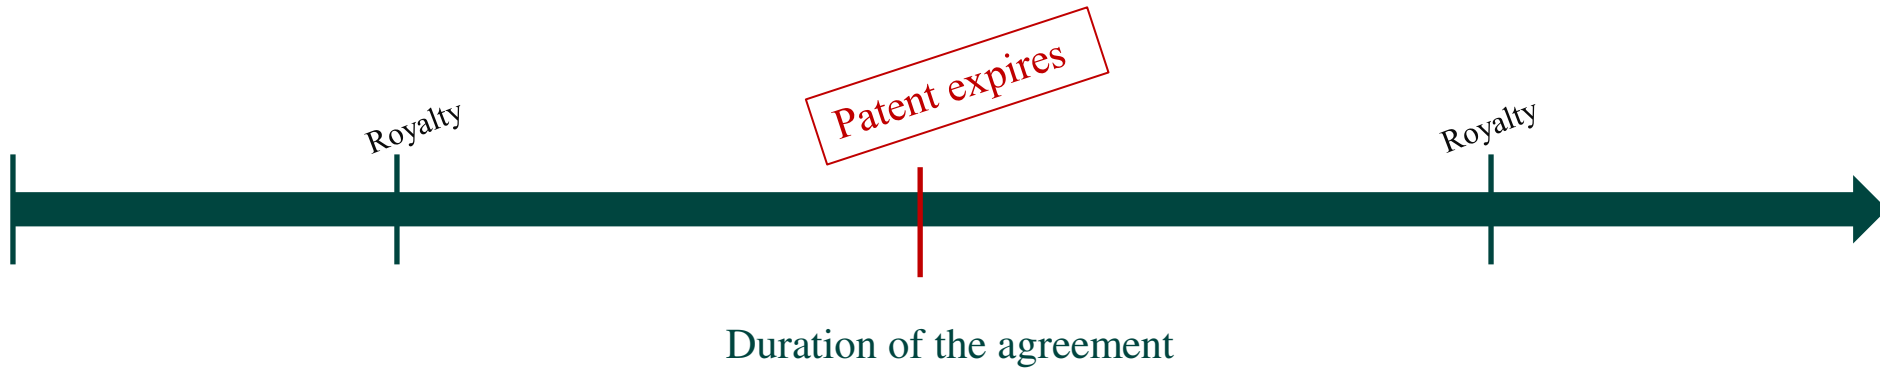 Royalty
Patent expires
Royalty
Duration of the agreement